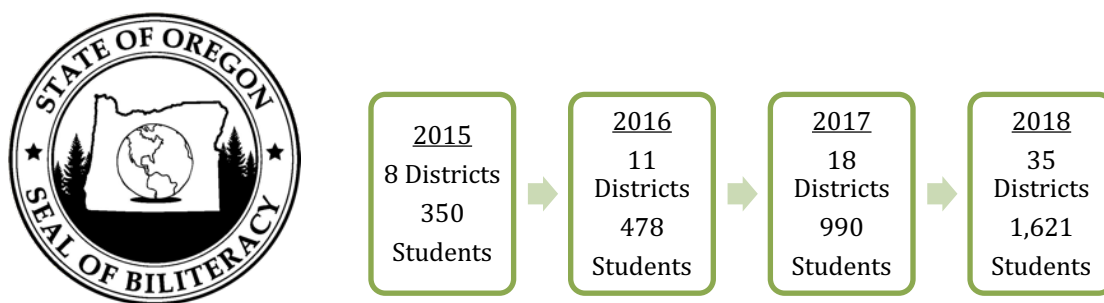 STATE OF OREGON
SEAL OF BILITERACY
2015
8 Districts
350
Students
2016
11
Districts
478
Students
2017
18
Districts
990
Students
2018
35
Districts
1,621
Students